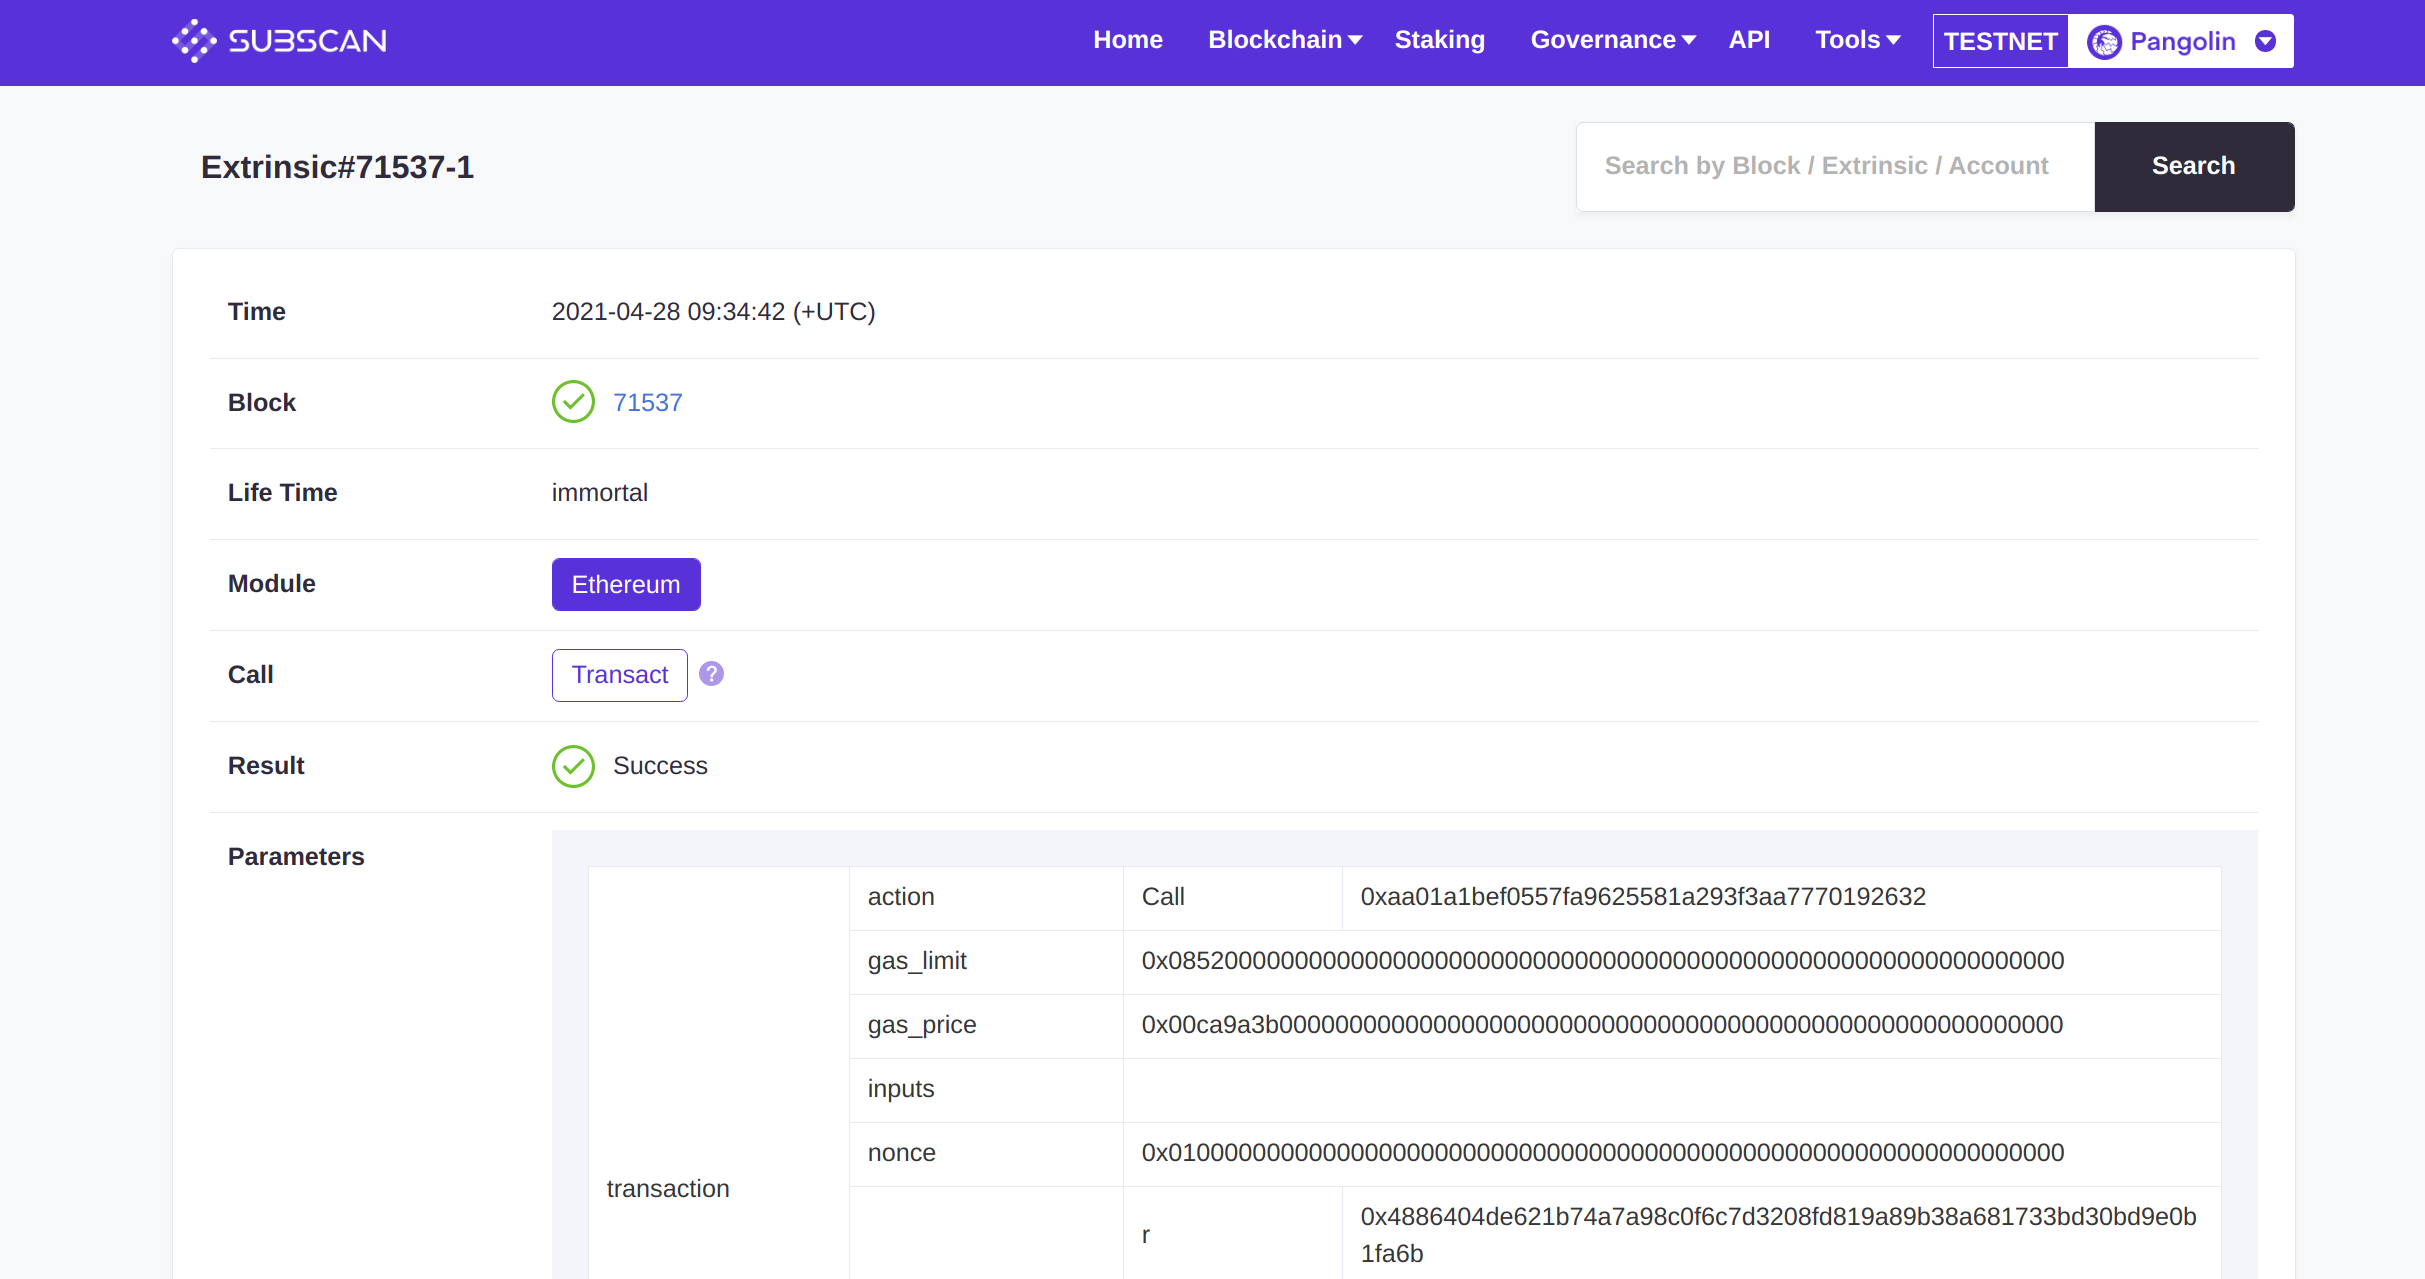 SUBSCAN
Home Blockchain Staking Governance API Tools TESTNET Pangolin
Extrinsic#71537-1
Search by Block / Extrinsic / Account Search
Time 2021-04-28 09:34:42 (+UTC)
Block 71537
Life Time immortal
Module Ethereum
Call Transact ?
Result Success
Parameters
action Call 0xaa01a1bef0557fa9625581a293f3aa7770192632
gas_limit 0x0852000000000000000000000000000000000000000000000000000000000000
gas_price 0x00ca9a3b00000000000000000000000000000000000000000000000000000000
inputs
nonce 0x0100000000000000000000000000000000000000000000000000000000000000
transaction
r 0x4886404de621b74a7a98c0f6c7d3208fd819a89b38a681733bd30bd9e0b
1fa6b